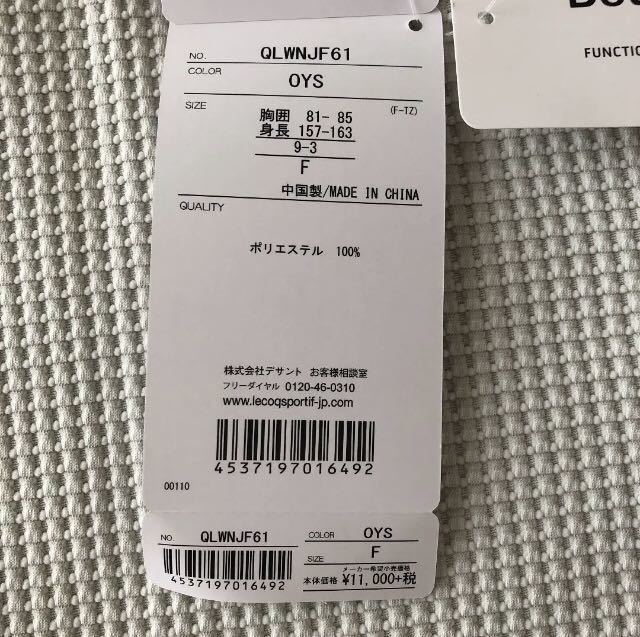 NO. QLWNJF61
COLOR OYS
SIZE
胸囲 81- 85 (F-TZ)
身長 157-163
9-3
F
中国製/MADE IN CHINA
QUALITY
ポリエステル 100%
株式会社デサント お客様相談室
フリーダイヤル 0120-46-0310
www.lecoqsportif-jp.com
4537197016492
00110
NO. QLWNJF61
4537197016492
COLOR OYS
SIZE F
メーカー希望小売価格
本体価格 ¥11,000+税
FUNCTIO